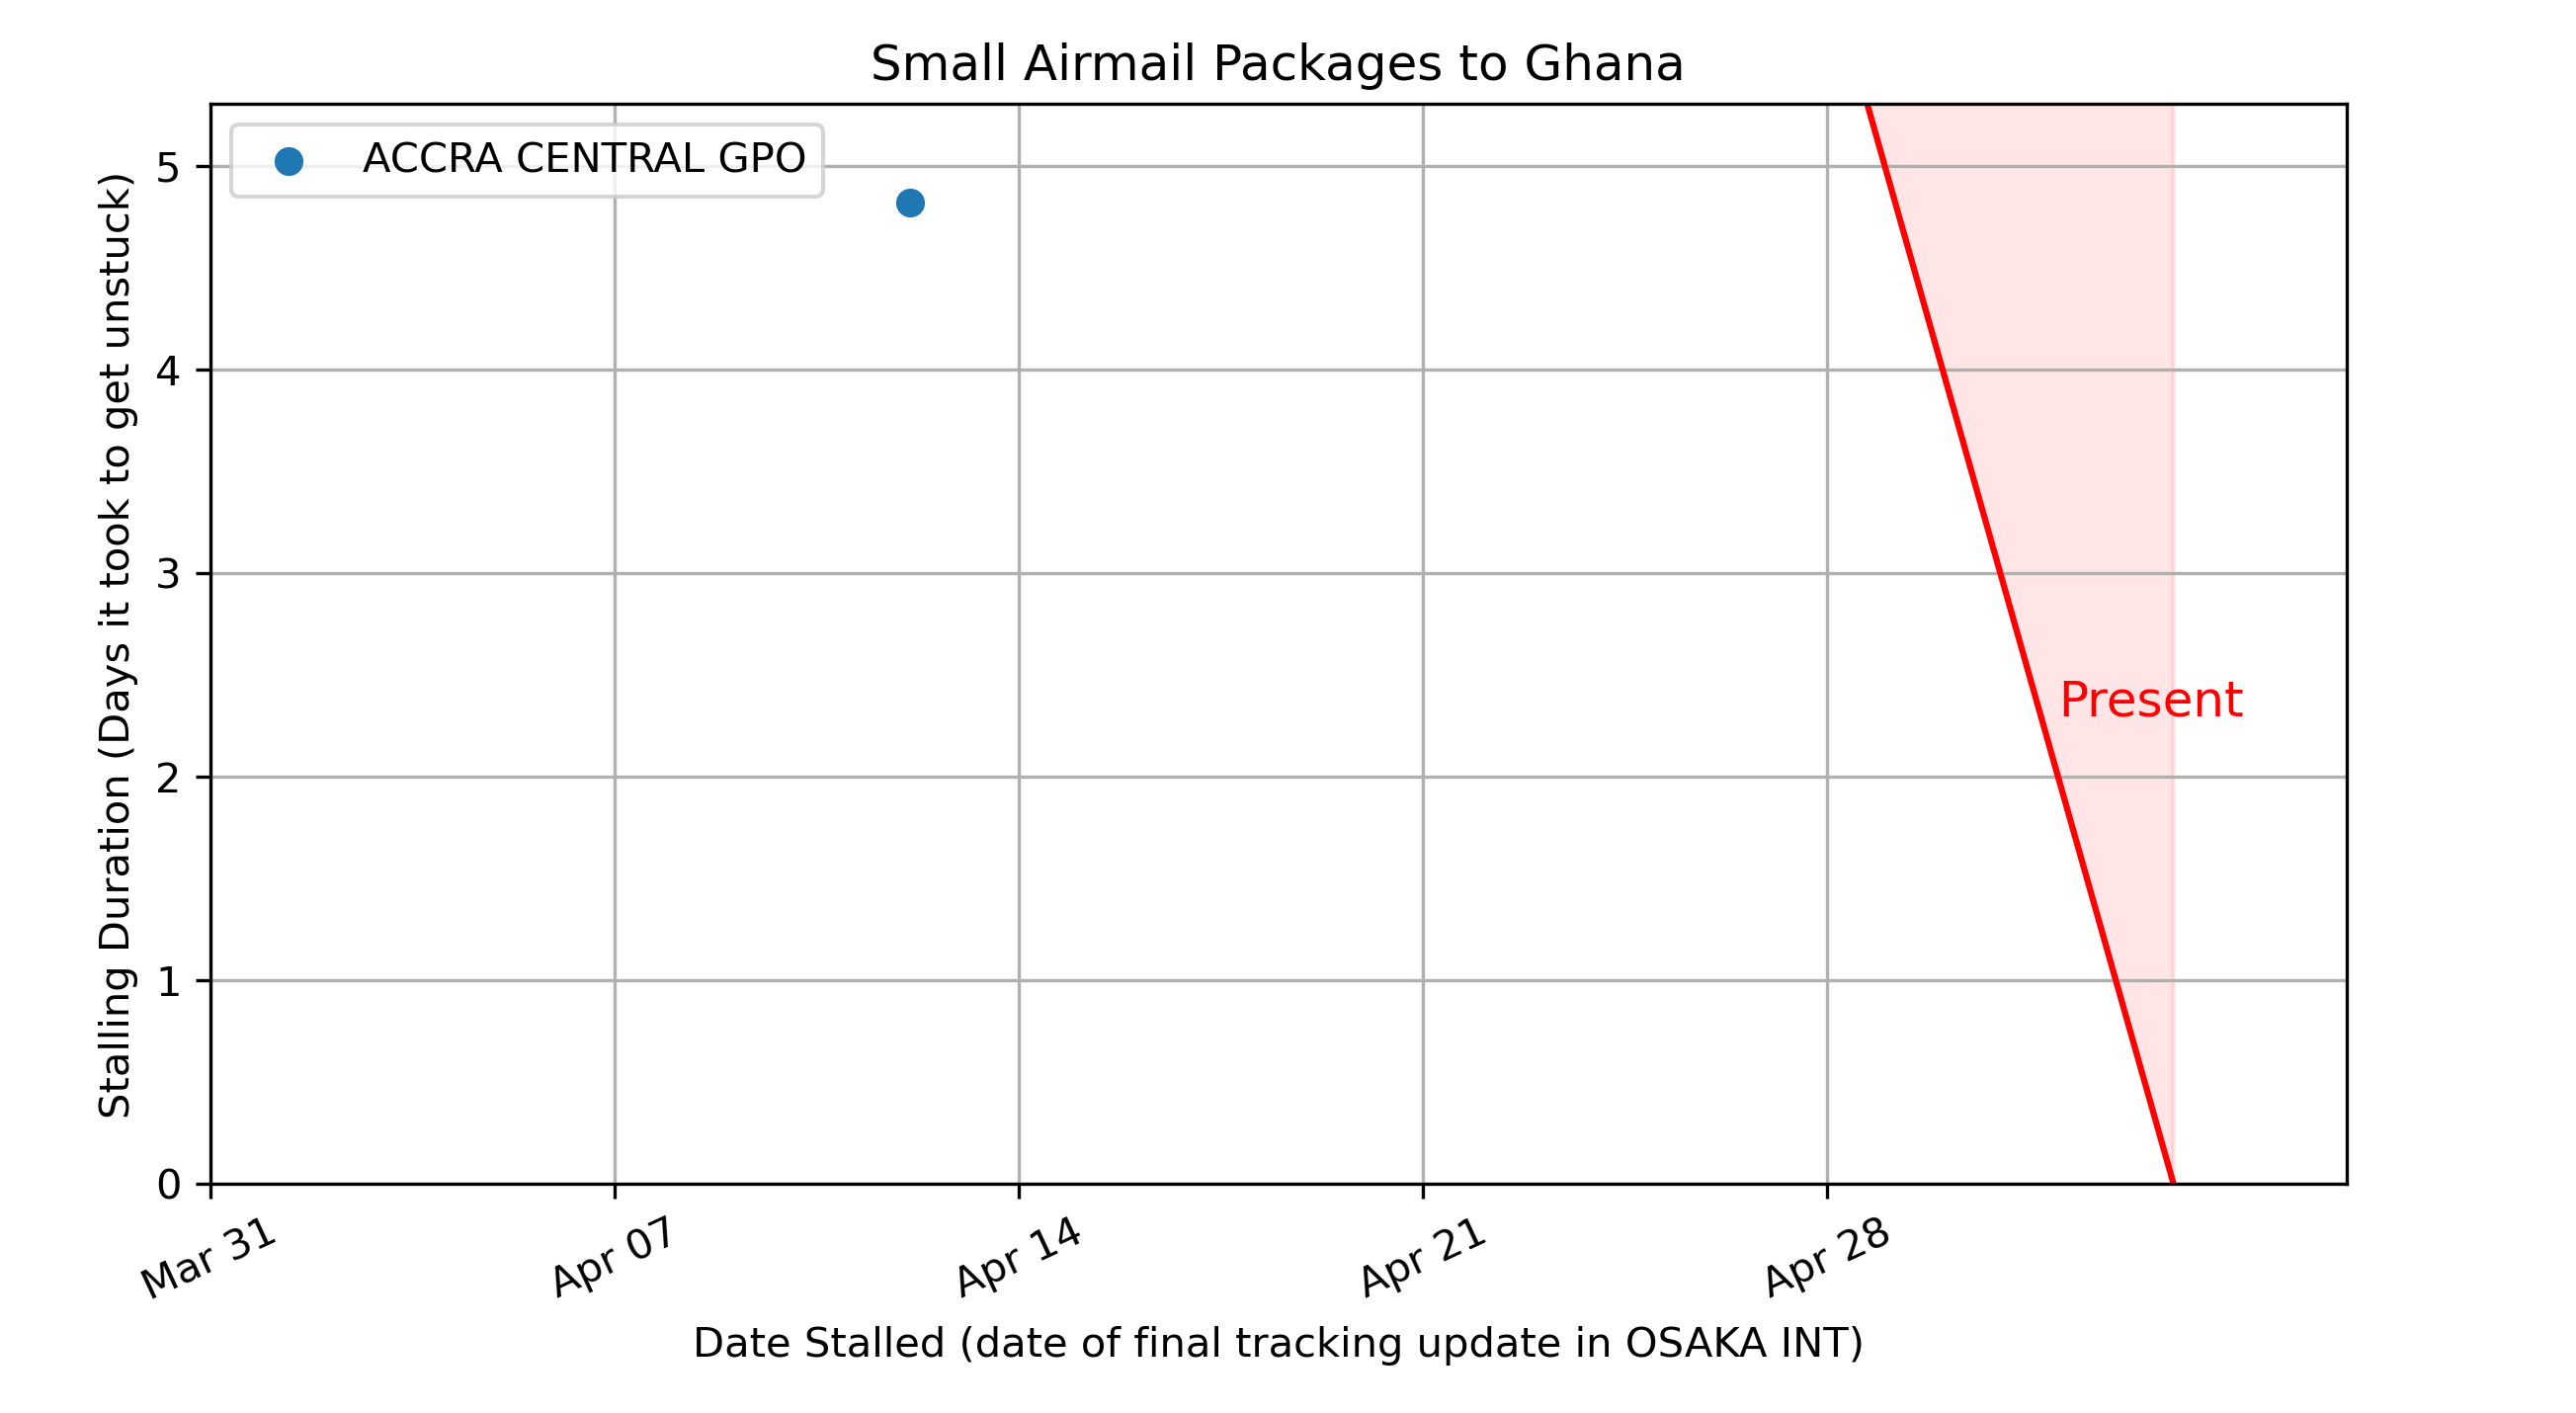 Small Airmail Packages to Ghana
ACCRA CENTRAL GPO
Stalling Duration (Days it took to get unstuck)
5
4
3
2
1
0
Present
Mar 31
Apr 07
Apr 14
Apr 21
Apr 28
Date Stalled (date of final tracking update in OSAKA INT)